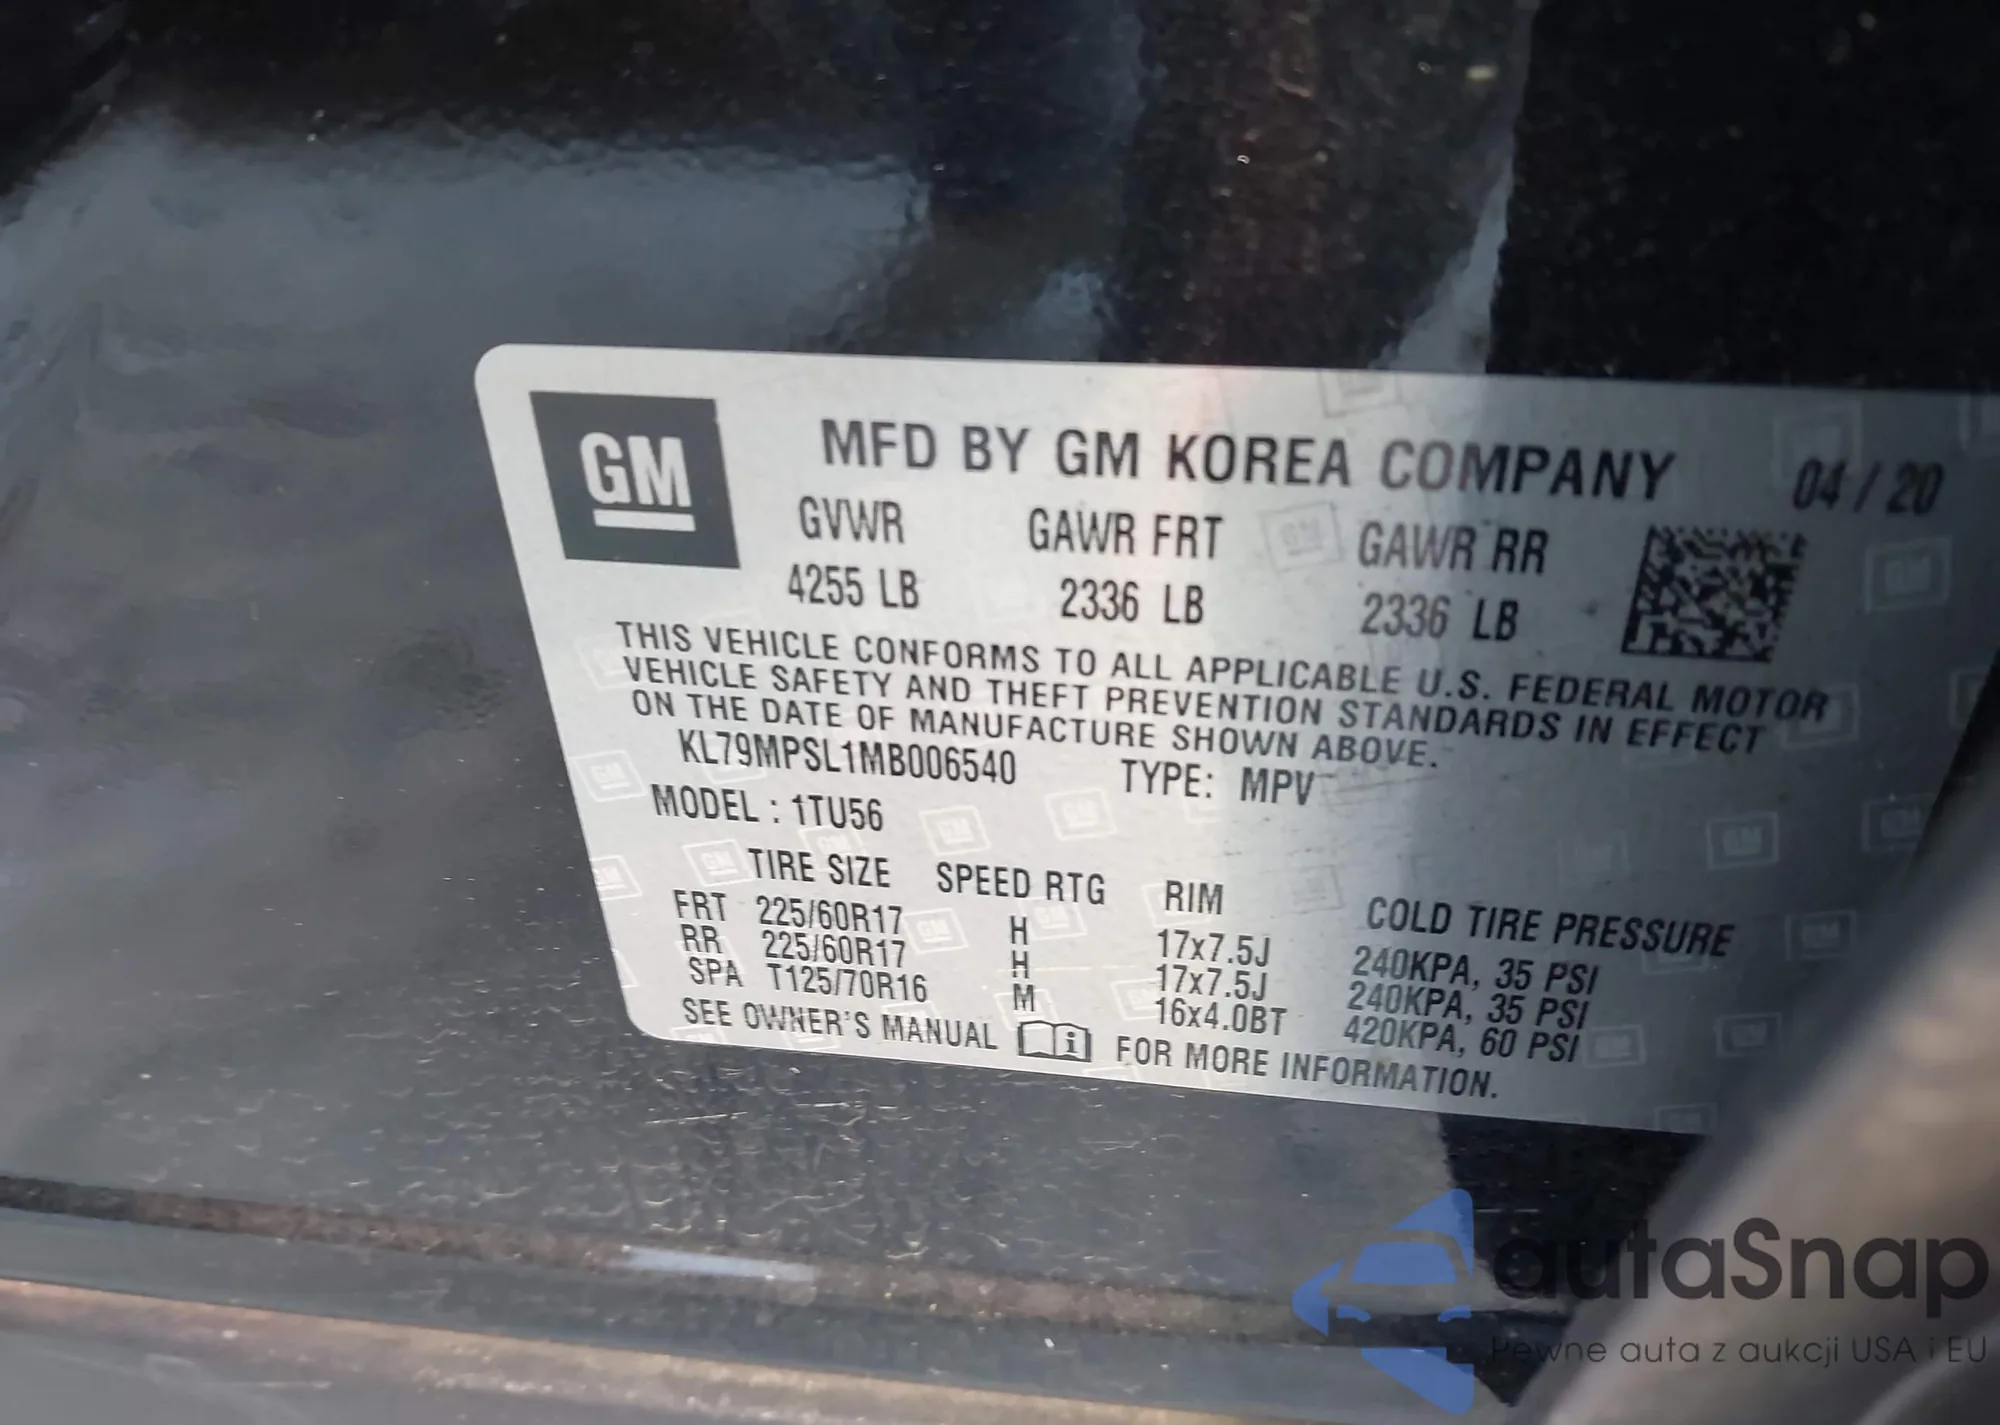 GM
MFD BY GM KOREA COMPANY 04 / 20
GVWR GAWR FRT GAWR RR
4255 LB 2336 LB 2336 LB
THIS VEHICLE CONFORMS TO ALL APPLICABLE U.S. FEDERAL MOTOR
VEHICLE SAFETY AND THEFT PREVENTION STANDARDS IN EFFECT
ON THE DATE OF MANUFACTURE SHOWN ABOVE.
KL79MPSL1MB006540 TYPE: MPV
MODEL : 1TU56
TIRE SIZE SPEED RTG RIM COLD TIRE PRESSURE
FRT 225/60R17 H 17x7.5J 240KPA, 35 PSI
RR 225/60R17 H 17x7.5J 240KPA, 35 PSI
SPA T125/70R16 M 16x4.0BT 420KPA, 60 PSI
SEE OWNER'S MANUAL FOR MORE INFORMATION.
autaSnap
Pewne auta z aukcji USA i EU